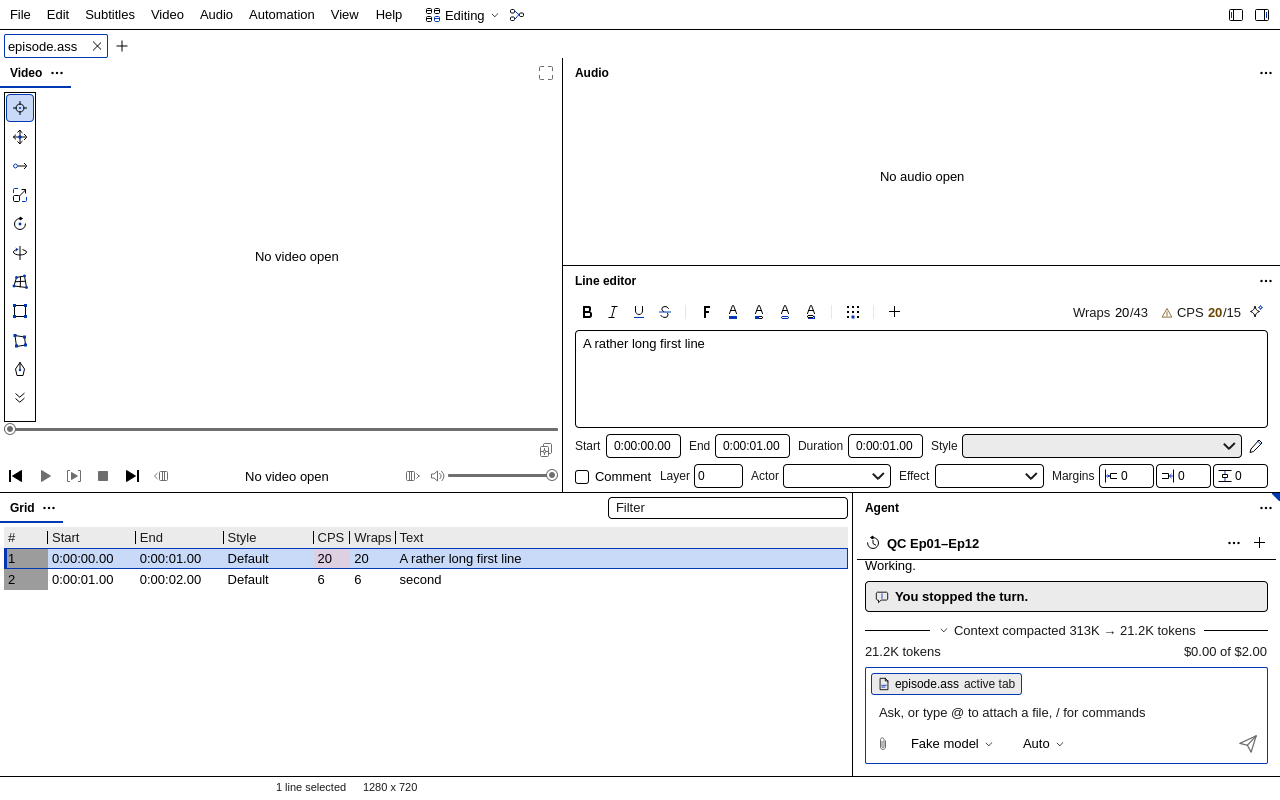 File Edit Subtitles Video Audio Automation View Help Editing
episode.ass
Video
Audio
No video open
No audio open
Line editor
B I U S F A A A A Wraps 20/43 CPS 20/15
A rather long first line
Start 0:00:00.00 End 0:00:01.00 Duration 0:00:01.00 Style
Comment Layer 0 Actor Effect Margins 0 0 0
No video open
Grid
Filter
# Start End Style CPS Wraps Text
1 0:00:00.00 0:00:01.00 Default 20 20 A rather long first line
2 0:00:01.00 0:00:02.00 Default 6 6 second
Agent
QC Ep01–Ep12
Working.
You stopped the turn.
Context compacted 313K → 21.2K tokens
21.2K tokens $0.00 of $2.00
episode.ass active tab
Ask, or type @ to attach a file, / for commands
Fake model Auto
1 line selected 1280 x 720